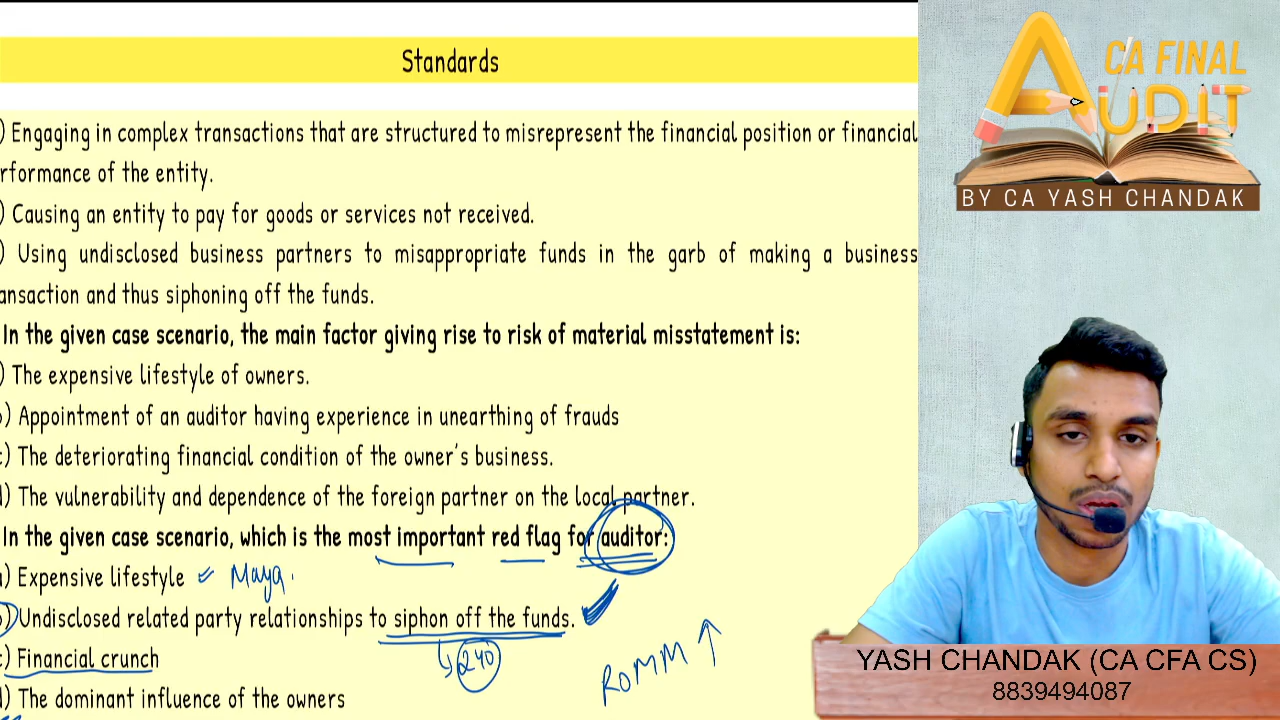 Standards
) Engaging in complex transactions that are structured to misrepresent the financial position or financial
rformance of the entity.
) Causing an entity to pay for goods or services not received.
) Using undisclosed business partners to misappropriate funds in the garb of making a business
ansaction and thus siphoning off the funds.
In the given case scenario, the main factor giving rise to risk of material misstatement is:
) The expensive lifestyle of owners.
) Appointment of an auditor having experience in unearthing of frauds
) The deteriorating financial condition of the owner's business.
) The vulnerability and dependence of the foreign partner on the local partner.
In the given case scenario, which is the most important red flag for auditor:
) Expensive lifestyle Maya.
) Undisclosed related party relationships to siphon off the funds.
240
ROMM ↑
) Financial crunch
) The dominant influence of the owners
CA FINAL
AUDIT
BY CA YASH CHANDAK
YASH CHANDAK (CA CFA CS)
8839494087